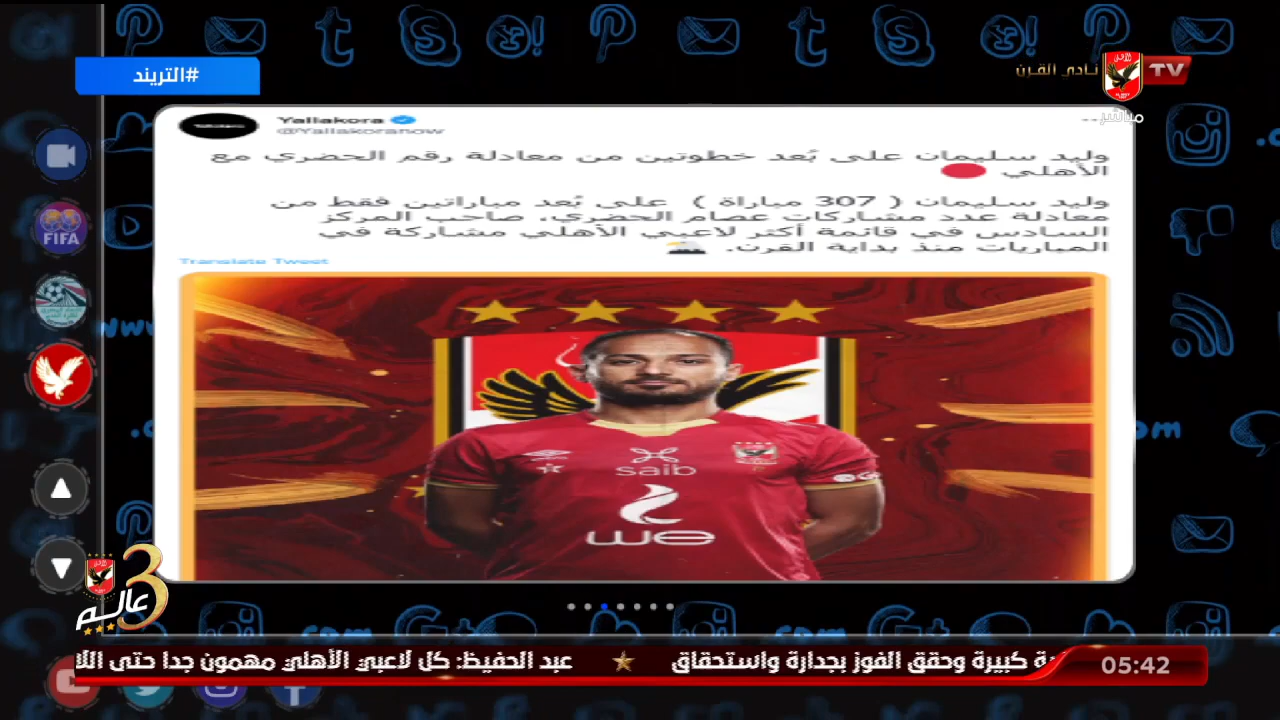 #التريند
نادي القرن
TV
مباشر
Yallakora
@Yallakoranow
وليد سليمان على بُعد خطوتين من معادلة رقم الحضري مع
الأهلي
وليد سليمان ( 307 مباراة ) على بُعد مباراتين فقط من
معادلة عدد مشاركات عصام الحضري، صاحب المركز
السادس في قائمة أكثر لاعبي الأهلي مشاركة في
المباريات منذ بداية القرن.
Translate Tweet
FIFA
saib
we
3
عالم
كبيرة وحقق الفوز بجدارة واستحقاق
عبد الحفيظ: كل لاعبي الأهلي مهمون جدا حتى
05:42